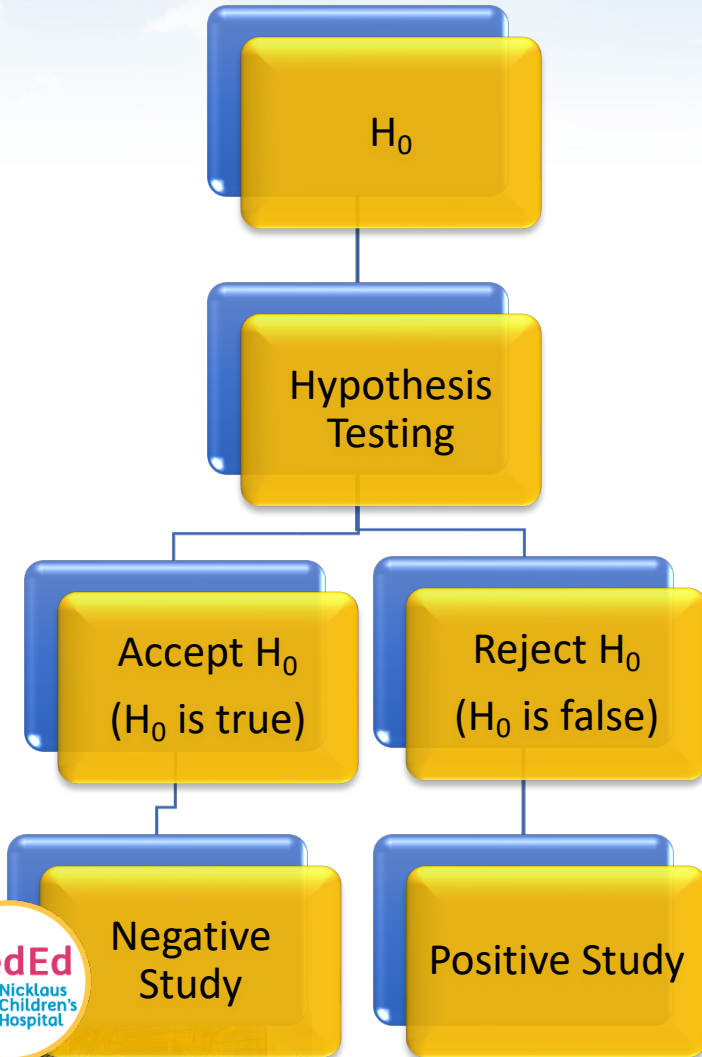 H₀
Hypothesis
Testing
Accept H₀
(H₀ is true)
Reject H₀
(H₀ is false)
Negative
Study
Positive Study
edEd
Nicklaus
Children's
Hospital